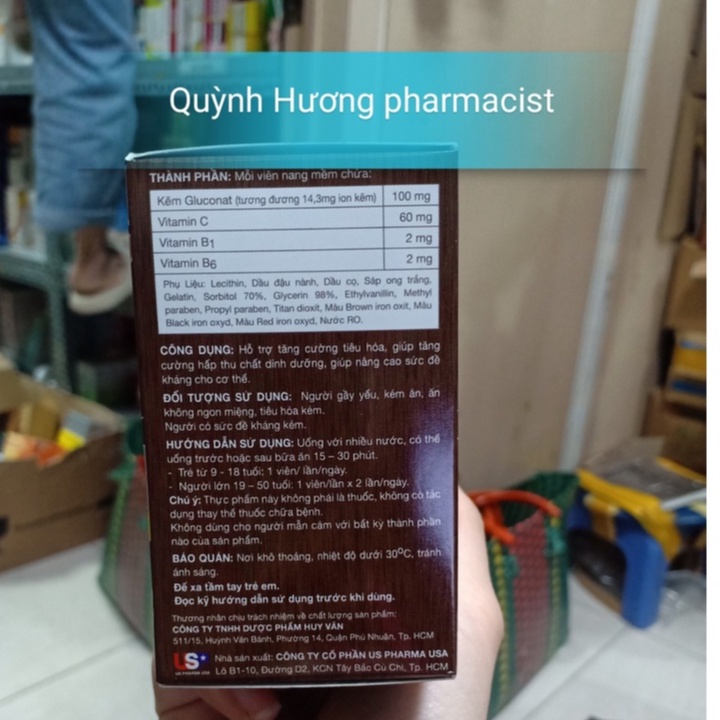 Quỳnh Hương pharmacist
THÀNH PHẦN: Mỗi viên nang mềm chứa:
Kẽm Gluconat (tương đương 14,3mg ion kẽm) 100 mg
Vitamin C 60 mg
Vitamin B1 2 mg
Vitamin B6 2 mg
Phụ Liệu: Lecithin, Dầu đậu nành, Dầu cọ, Sáp ong trắng,
Gelatin, Sorbitol 70%, Glycerin 98%, Ethylvanillin, Methyl
paraben, Propyl paraben, Titan dioxit, Màu Brown iron oxit, Màu
Black iron oxyd, Màu Red iron oxyd, Nước RO.
CÔNG DỤNG: Hỗ trợ tăng cường tiêu hóa, giúp tăng
cường hấp thu chất dinh dưỡng, giúp nâng cao sức đề
kháng cho cơ thể.
ĐỐI TƯỢNG SỬ DỤNG: Người gầy yếu, kém ăn, ăn
không ngon miệng, tiêu hóa kém.
Người có sức đề kháng kém.
HƯỚNG DẪN SỬ DỤNG: Uống với nhiều nước, có thể
uống trước hoặc sau bữa ăn 15 – 30 phút.
- Trẻ từ 9 - 18 tuổi: 1 viên/ lần/ngày.
- Người lớn 19 – 50 tuổi: 1 viên/lần x 2 lần/ngày.
Chú ý: Thực phẩm này không phải là thuốc, không có tác
dụng thay thế thuốc chữa bệnh.
Không dùng cho người mẫn cảm với bất kỳ thành phần
nào của sản phẩm.
BẢO QUẢN: Nơi khô thoáng, nhiệt độ dưới 30ºC, tránh
ánh sáng.
Để xa tầm tay trẻ em.
Đọc kỹ hướng dẫn sử dụng trước khi dùng.
Thương nhân chịu trách nhiệm về chất lượng sản phẩm:
CÔNG TY TNHH DƯỢC PHẨM HUY VĂN
511/15, Huỳnh Văn Bánh, Phường 14, Quận Phú Nhuận, Tp. HCM
US
US PHARMA USA
Nhà sản xuất: CÔNG TY CỔ PHẦN US PHARMA USA
Lô B1-10, Đường D2, KCN Tây Bắc Củ Chi, Tp. HCM